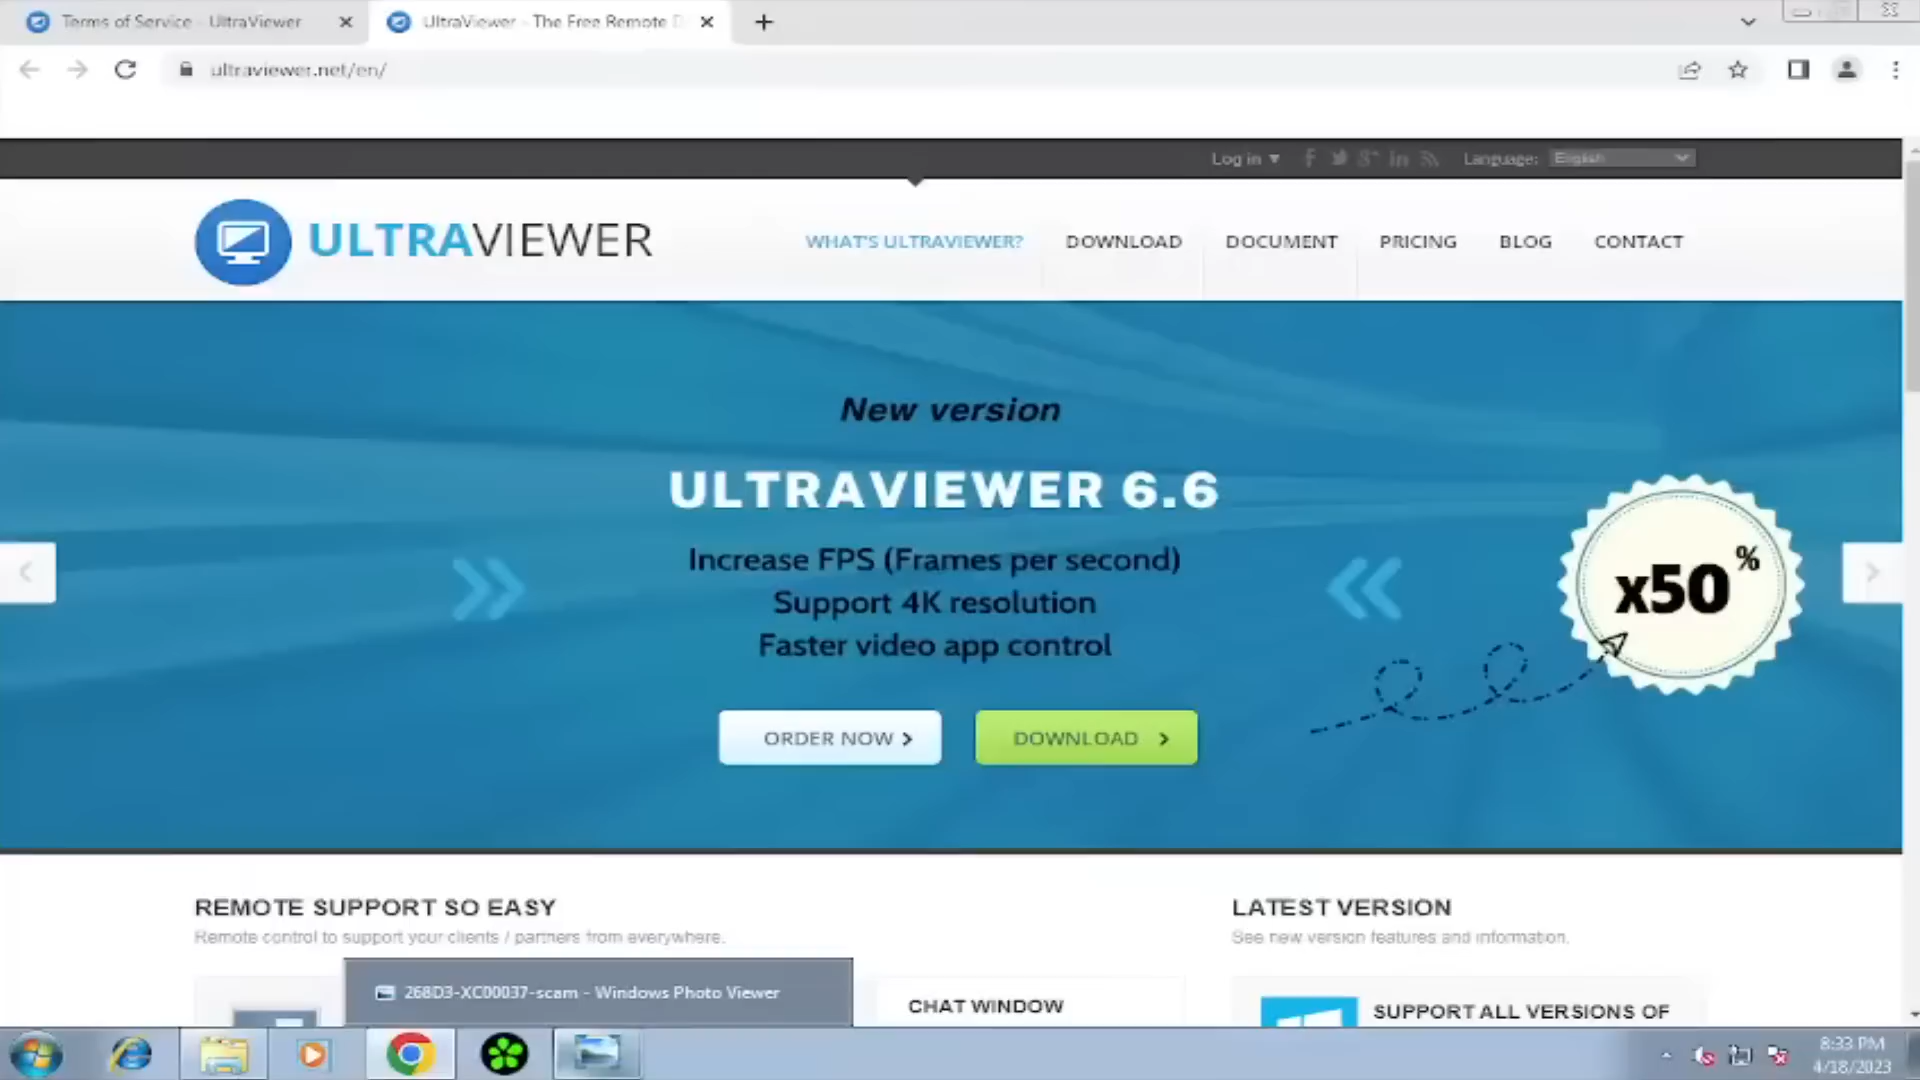 Terms of Service - UltraViewer
UltraViewer - The Free Remote D
ultraviewer.net/en/
Log in
Language:
English
ULTRAVIEWER
WHAT'S ULTRAVIEWER?
DOWNLOAD
DOCUMENT
PRICING
BLOG
CONTACT
New version
ULTRAVIEWER 6.6
Increase FPS (Frames per second)
Support 4K resolution
Faster video app control
x50%
ORDER NOW
DOWNLOAD
REMOTE SUPPORT SO EASY
Remote control to support your clients / partners from everywhere.
LATEST VERSION
See new version features and information.
268D3-XC00037-scam - Windows Photo Viewer
CHAT WINDOW
SUPPORT ALL VERSIONS OF
8:33 PM
4/18/2023